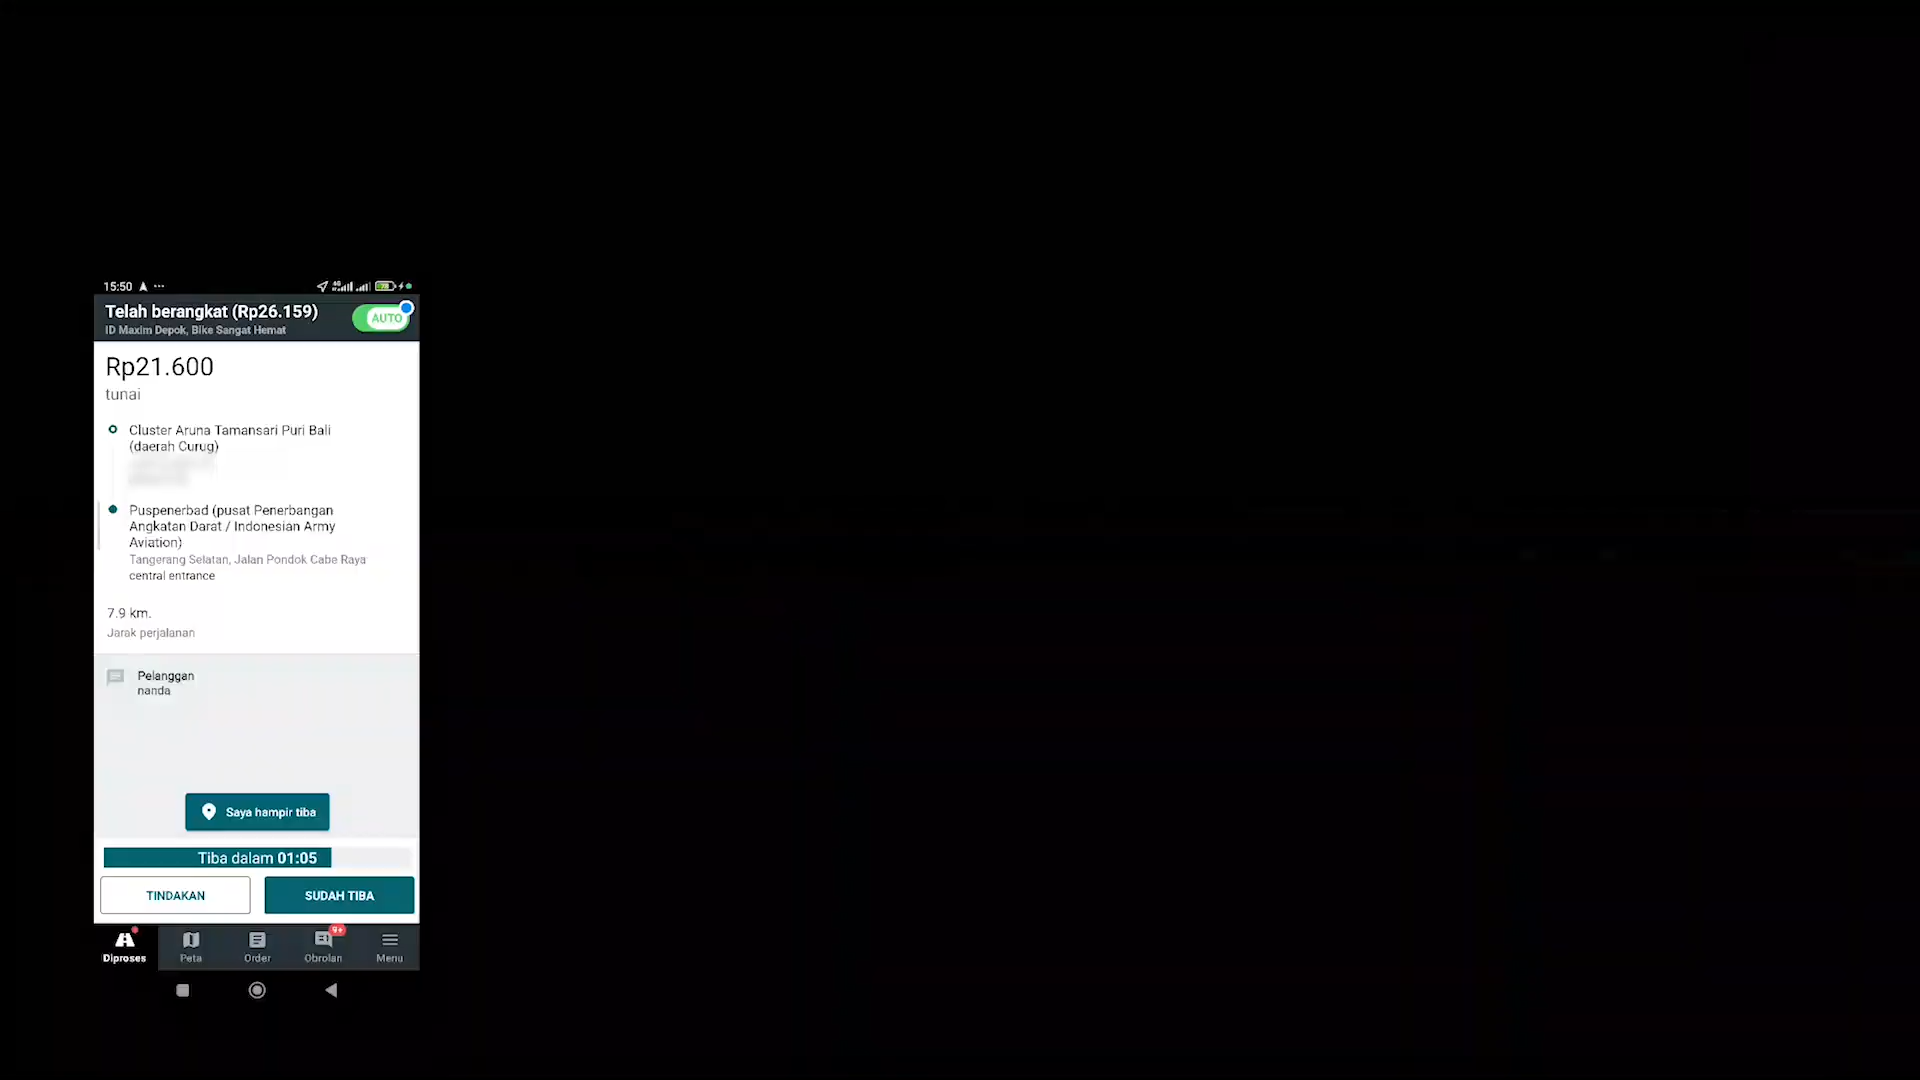 15:50
Telah berangkat (Rp26.159)
AUTO
ID Maxim Depok, Bike Sangat Hemat
Rp21.600
tunai
Cluster Aruna Tamansari Puri Bali
(daerah Curug)
Puspenerbad (pusat Penerbangan
Angkatan Darat / Indonesian Army
Aviation)
Tangerang Selatan, Jalan Pondok Cabe Raya
central entrance
7.9 km.
Jarak perjalanan
Pelanggan
nanda
Saya hampir tiba
Tiba dalam 01:05
TINDAKAN
SUDAH TIBA
9+
Diproses
Peta
Order
Obrolan
Menu